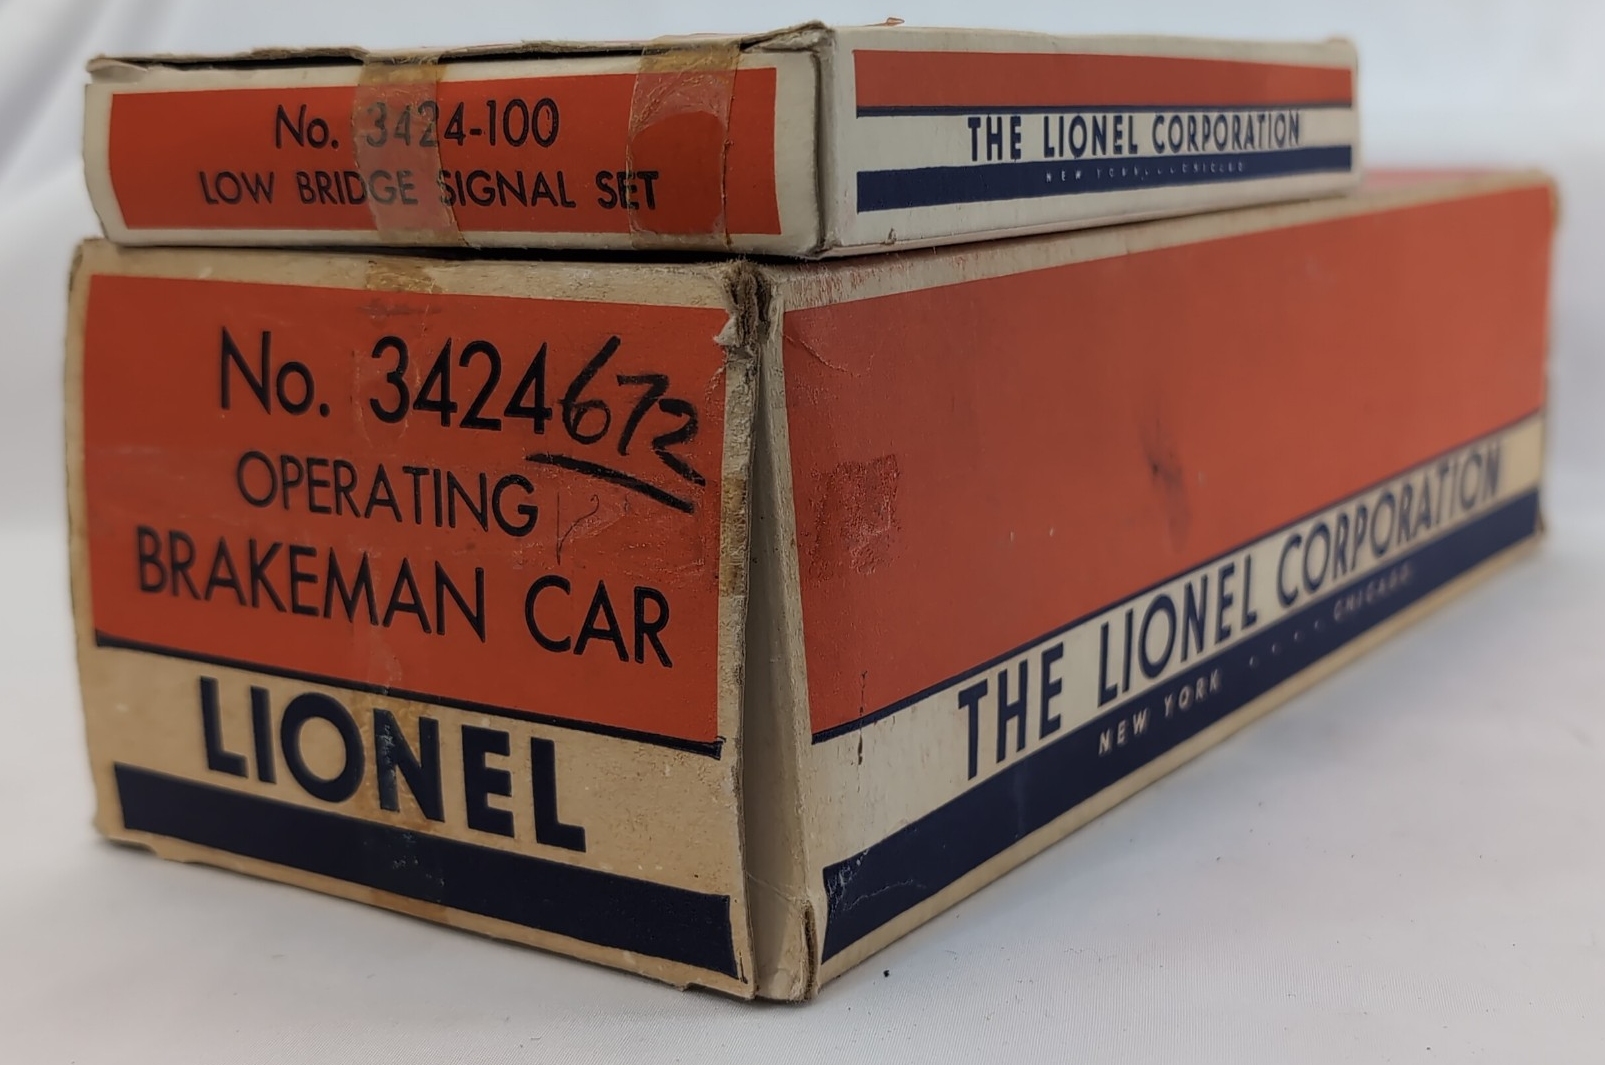 No. 3424-100
LOW BRIDGE SIGNAL SET
THE LIONEL CORPORATION
NEW YORK . . . . CHICAGO
No. 3424 672
OPERATING
BRAKEMAN CAR
LIONEL
THE LIONEL CORPORATION
NEW YORK . . . . CHICAGO